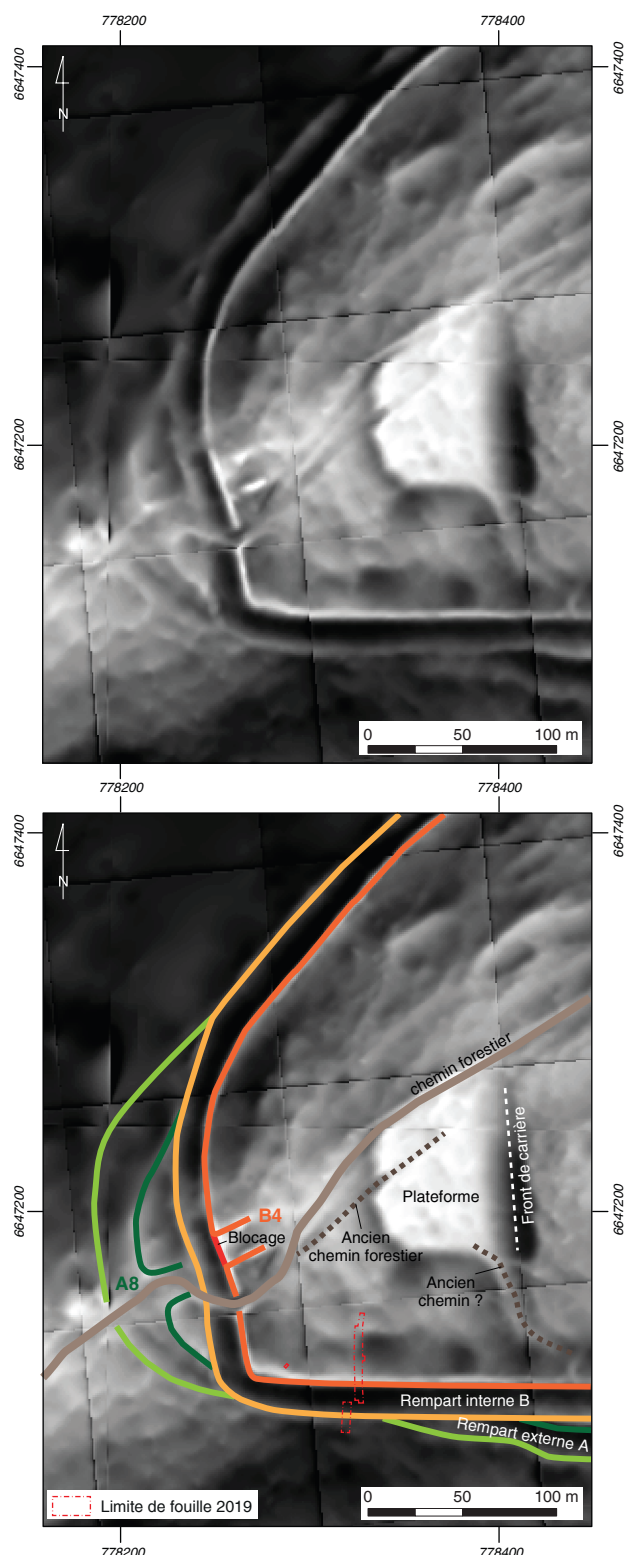 778200
778400
6647400
6647400
N
6647200
6647200
0
50
100 m
778200
778400
6647400
6647400
N
chemin forestier
Front de carrière
6647200
6647200
Plateforme
B4
Blocage
Ancien
chemin forestier
A8
Ancien
chemin ?
Rempart interne B
Rempart externe A
Limite de fouille 2019
0
50
100 m
778200
778400